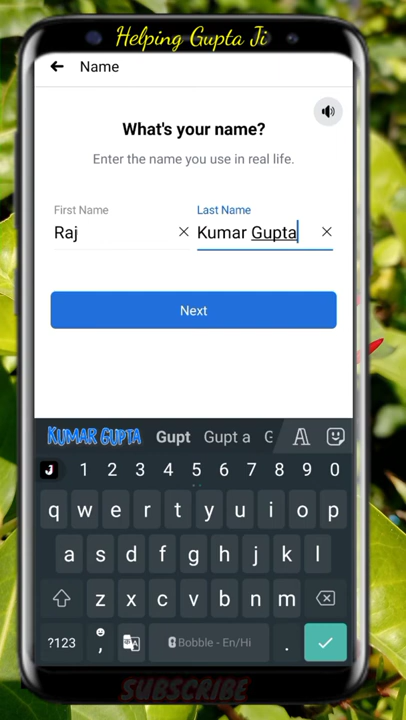 Helping Gupta Ji
Name
What's your name?
Enter the name you use in real life.
First Name Last Name
Raj Kumar Gupta
Next
KUMAR GUPTA Gupt Gupt a G
J 1 2 3 4 5 6 7 8 9 0
q w e r t y u i o p
a s d f g h j k l
z x c v b n m
?123 , Bobble - En/Hi .
SUBSCRIBE